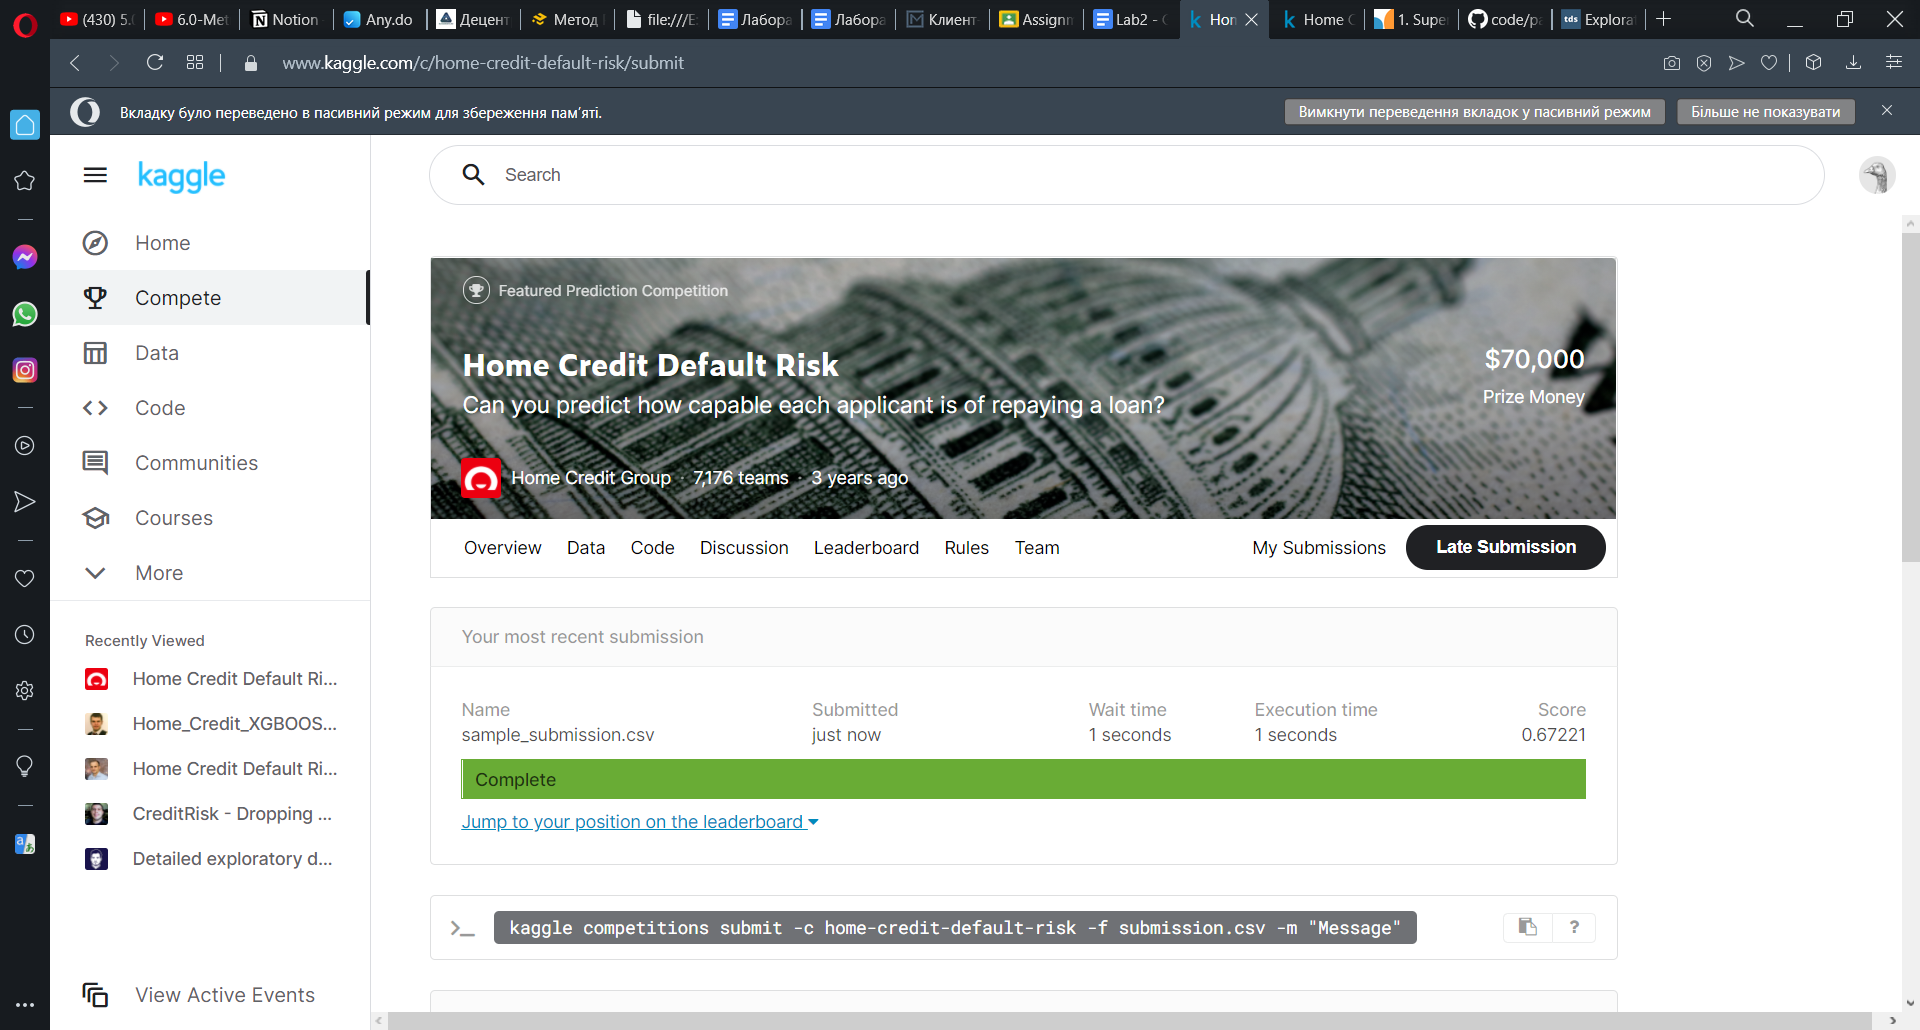 (430) 5.
6.0-Met
Notion
Any.do
Децент
Метод
file:///E
Лабора
Лабора
Клиент-
Assignm
Lab2 -
Hom
Home C
1. Supe
code/pa
Explorat
www.kaggle.com/c/home-credit-default-risk/submit
Вкладку було переведено в пасивний режим для збереження пам’яті.
Вимкнути переведення вкладок у пасивний режим
Більше не показувати
kaggle
Search
Home
Compete
Data
Code
Communities
Courses
More
Recently Viewed
Home Credit Default Ri...
Home_Credit_XGBOOS...
Home Credit Default Ri...
CreditRisk - Dropping ...
Detailed exploratory d...
View Active Events
Featured Prediction Competition
Home Credit Default Risk
Can you predict how capable each applicant is of repaying a loan?
$70,000
Prize Money
Home Credit Group · 7,176 teams · 3 years ago
Overview Data Code Discussion Leaderboard Rules Team My Submissions Late Submission
Your most recent submission
Name Submitted Wait time Execution time Score
sample_submission.csv just now 1 seconds 1 seconds 0.67221
Complete
Jump to your position on the leaderboard
kaggle competitions submit -c home-credit-default-risk -f submission.csv -m "Message"
?